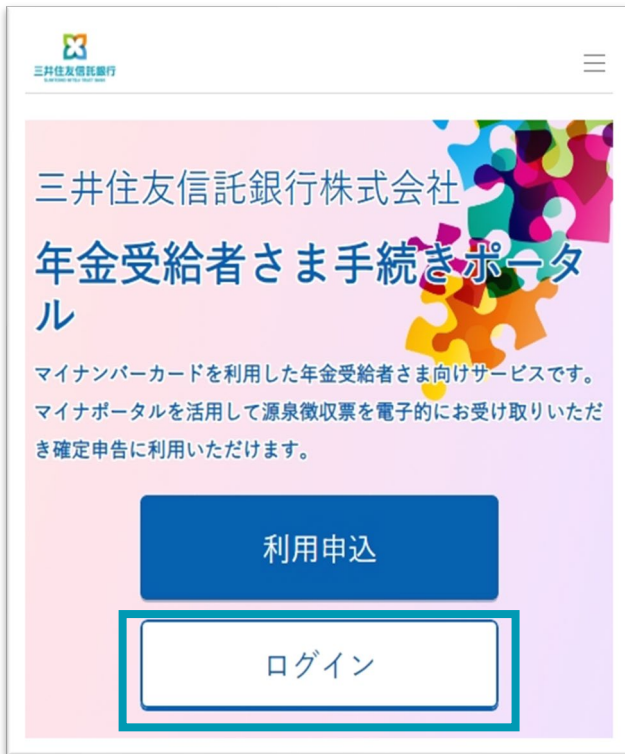 三井住友信託銀行
SUMITOMO MITSUI TRUST BANK
三井住友信託銀行株式会社
年金受給者さま手続きポータ
ル
マイナンバーカードを利用した年金受給者さま向けサービスです。
マイナポータルを活用して源泉徴収票を電子的にお受け取りいただ
き確定申告に利用いただけます。
利用申込
ログイン